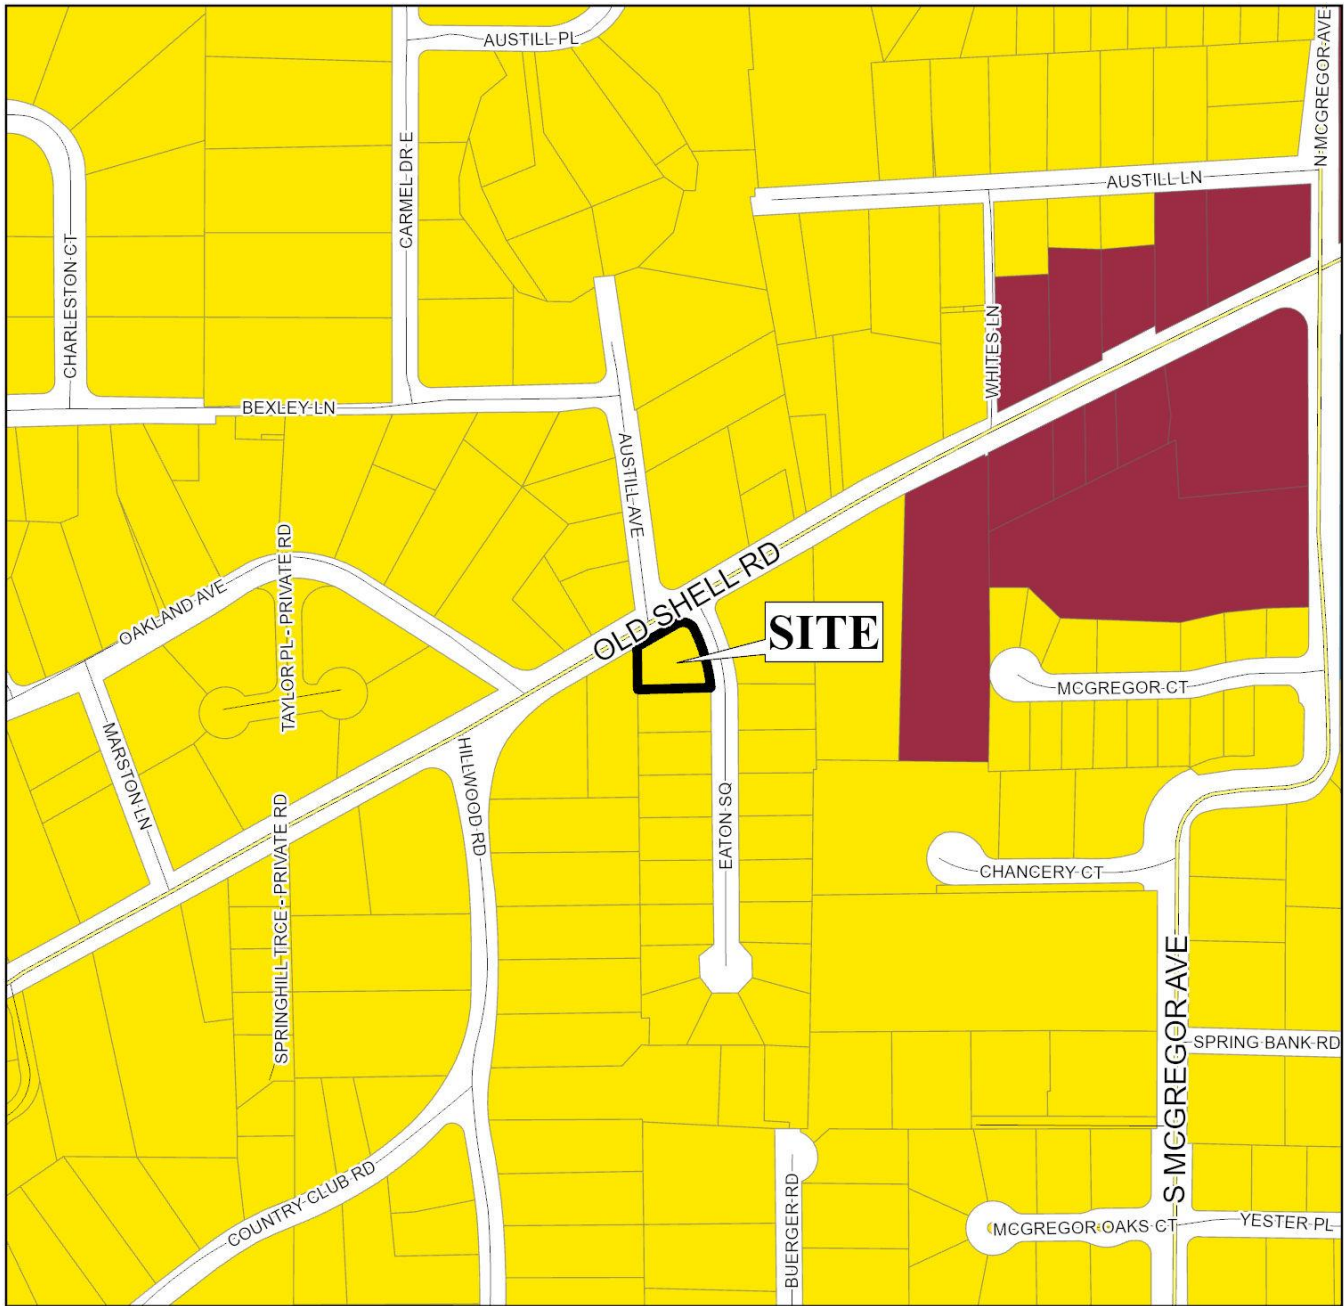 AUSTILL PL
N MCGREGOR AVE
AUSTILL LN
CARMEL DR E
CHARLESTON CT
WHITES LN
BEXLEY LN
AUSTILL AVE
OLD SHELL RD
TAYLOR PL - PRIVATE RD
OAKLAND AVE
SITE
MCGREGOR CT
MARSTON LN
HILLWOOD RD
EATON SQ
SPRINGHILL TRCE - PRIVATE RD
CHANCERY CT
S MCGREGOR AVE
SPRING BANK RD
COUNTRY CLUB RD
BUERGER RD
MCGREGOR OAKS CT
YESTER PL